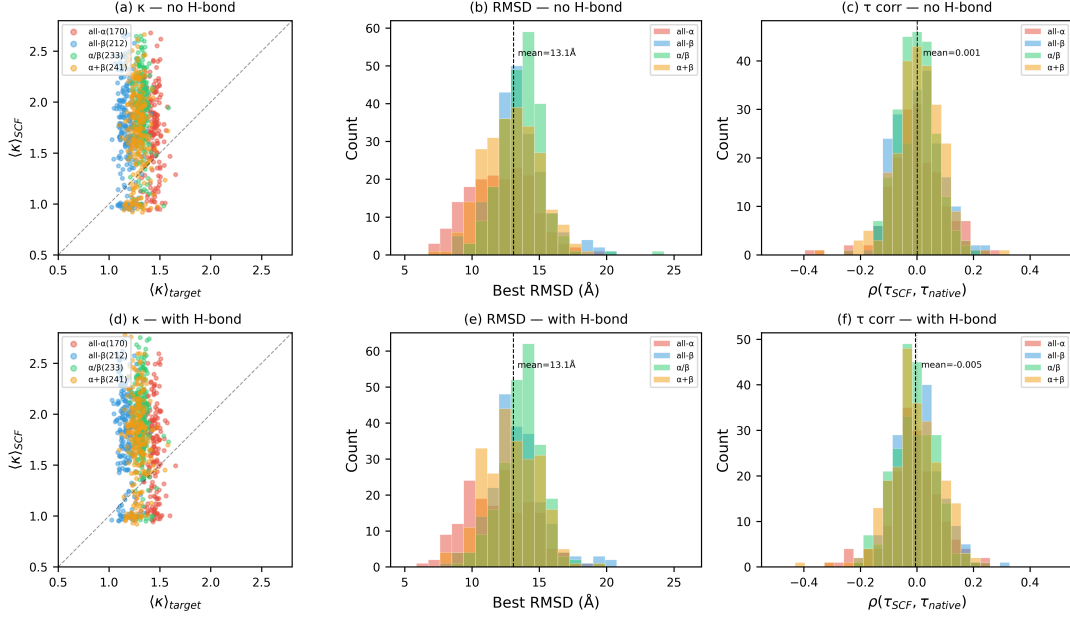 (a) κ — no H-bond
all-α(170)
all-β(212)
α/β(233)
α+β(241)
2.5
2.0
1.5
1.0
0.5
⟨κ⟩SCF
0.5 1.0 1.5 2.0 2.5
⟨κ⟩target
(b) RMSD — no H-bond
all-α
all-β
α/β
α+β
mean=13.1Å
60
50
40
30
20
10
0
Count
5 10 15 20 25
Best RMSD (Å)
(c) τ corr — no H-bond
all-α
all-β
α/β
α+β
mean=0.001
50
40
30
20
10
0
Count
−0.4 −0.2 0.0 0.2 0.4
ρ(τSCF, τnative)
(d) κ — with H-bond
all-α(170)
all-β(212)
α/β(233)
α+β(241)
2.5
2.0
1.5
1.0
0.5
⟨κ⟩SCF
0.5 1.0 1.5 2.0 2.5
⟨κ⟩target
(e) RMSD — with H-bond
all-α
all-β
α/β
α+β
mean=13.1Å
60
50
40
30
20
10
0
Count
5 10 15 20 25
Best RMSD (Å)
(f) τ corr — with H-bond
all-α
all-β
α/β
α+β
mean=-0.005
50
40
30
20
10
0
Count
−0.4 −0.2 0.0 0.2 0.4
ρ(τSCF, τnative)